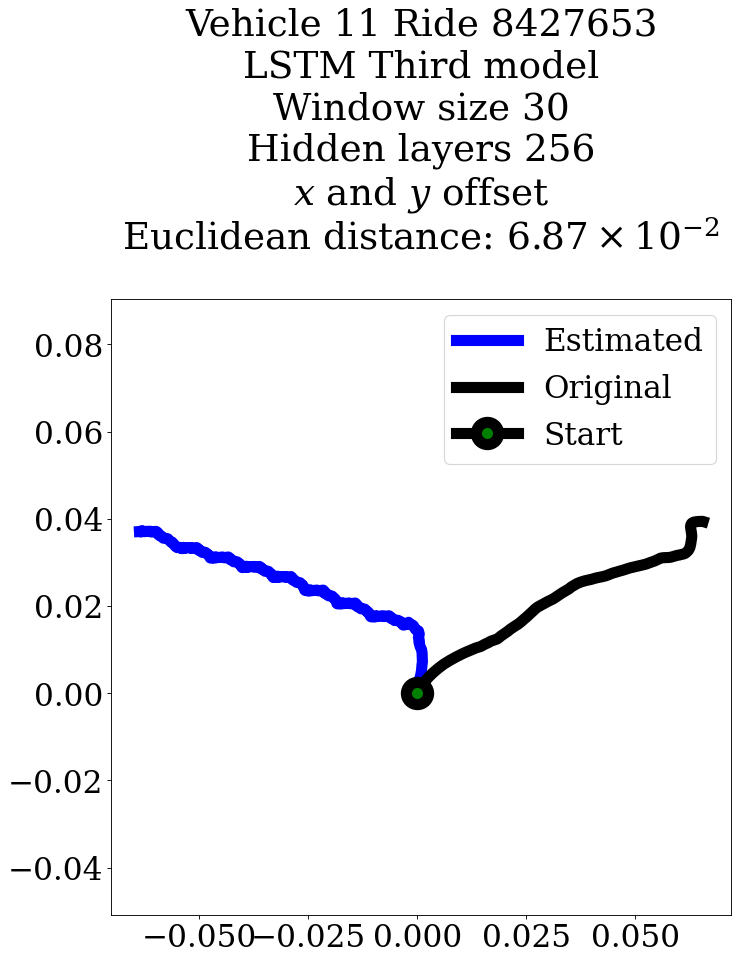 Vehicle 11 Ride 8427653
LSTM Third model
Window size 30
Hidden layers 256
x and y offset
Euclidean distance: 6.87 × 10⁻²
Estimated
Original
Start
0.08
0.06
0.04
0.02
0.00
−0.02
−0.04
−0.050 −0.025 0.000 0.025 0.050